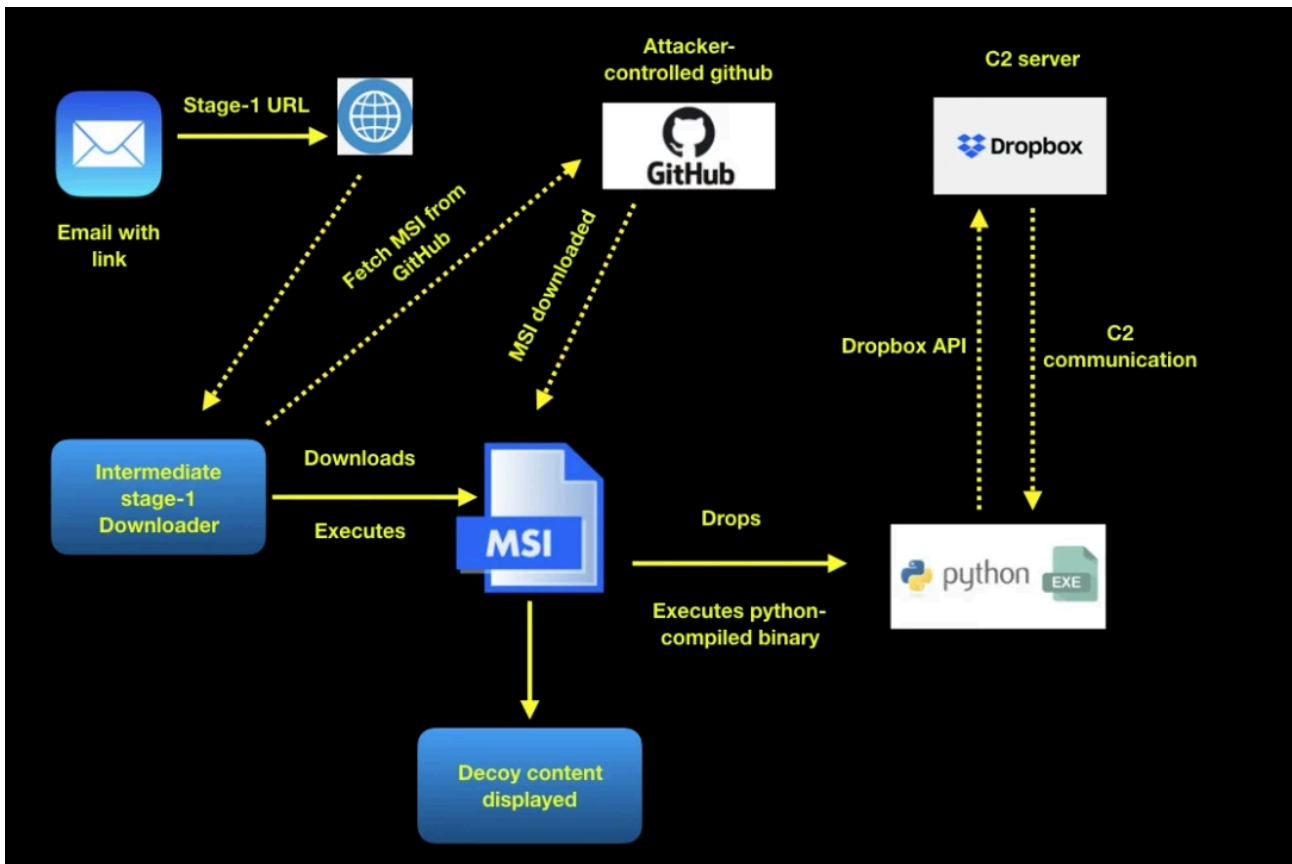 Attacker-
controlled github
C2 server
Stage-1 URL
GitHub
Dropbox
Email with
link
Fetch MSI from
GitHub
MSI downloaded
Dropbox API
C2
communication
Intermediate
stage-1
Downloader
Downloads
Executes
MSI
Drops
Executes python-
compiled binary
python
EXE
Decoy content
displayed